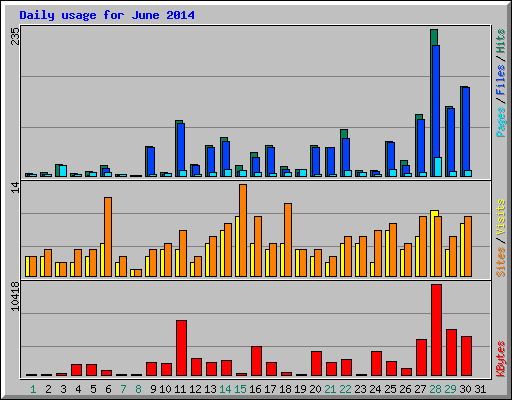 Daily usage for June 2014
235
Pages / Files / Hits
14
Sites / Visits
10418
KBytes
1 2 3 4 5 6 7 8 9 10 11 12 13 14 15 16 17 18 19 20 21 22 23 24 25 26 27 28 29 30 31